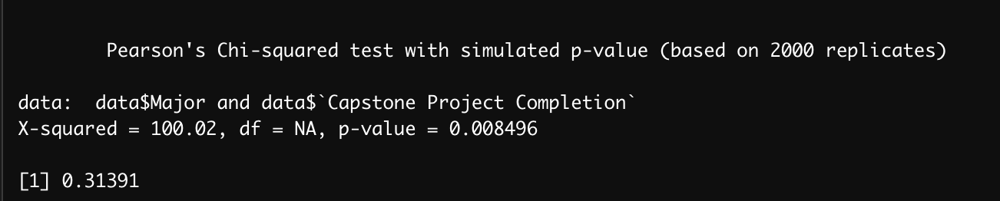 Pearson's Chi-squared test with simulated p-value (based on 2000 replicates)
data:  data$Major and data$`Capstone Project Completion`
X-squared = 100.02, df = NA, p-value = 0.008496
[1] 0.31391